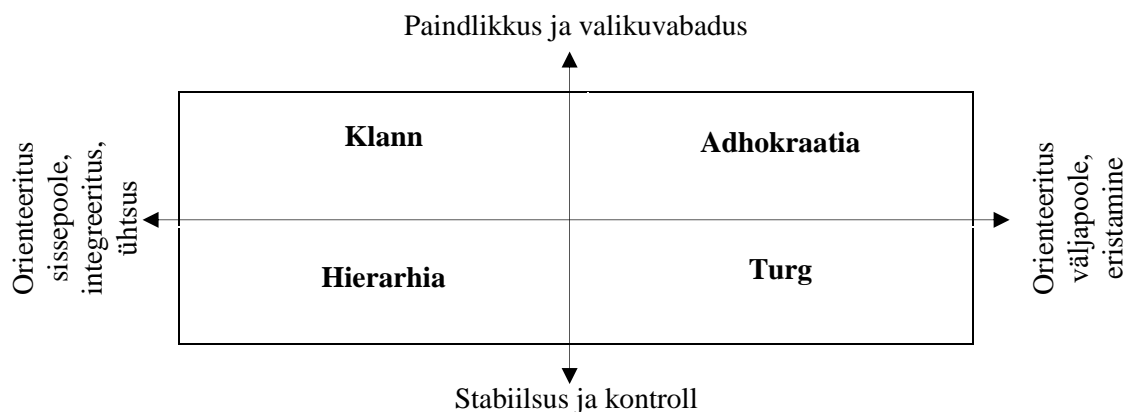 Paindlikkus ja valikuvabadus
Klann
Adhokraatia
Orienteeritus
sissepoole,
integreeritus,
ühtsus
Orienteeritus
väljapoole,
eristamine
Hierarhia
Turg
Stabiilsus ja kontroll